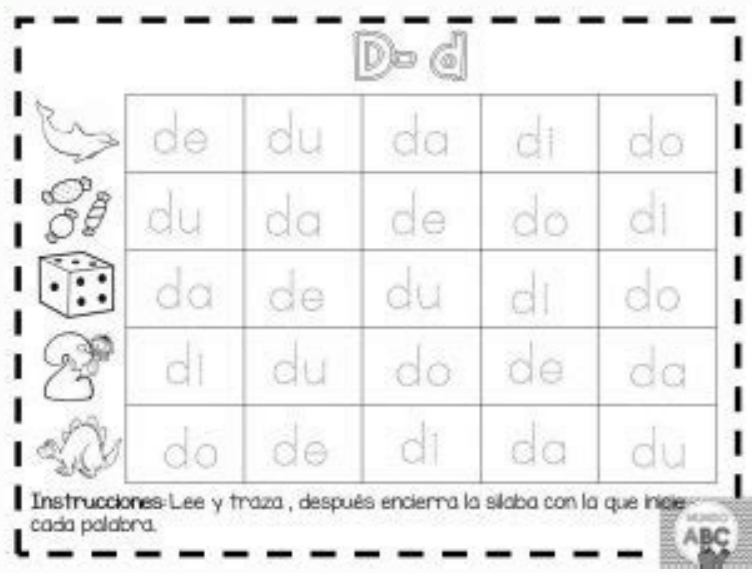 D-d
de du da di do
du da de do di
da de du di do
di du do de da
do de di da du
Instrucciones: Lee y traza, después encierra la silaba con la que inicie
cada palabra.
MUNDO
ABC